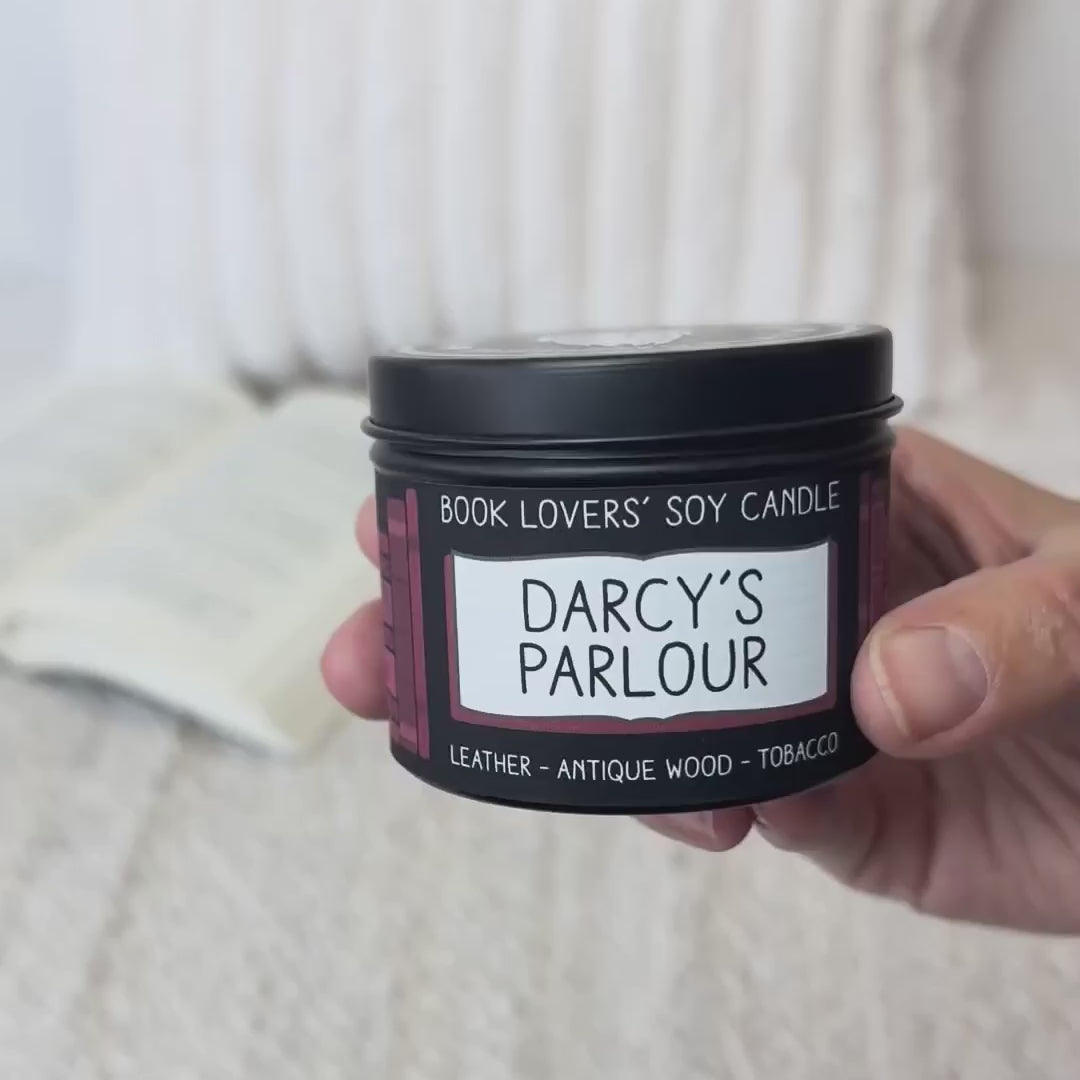 BOOK LOVERS' SOY CANDLE
DARCY'S
PARLOUR
LEATHER - ANTIQUE WOOD - TOBACCO